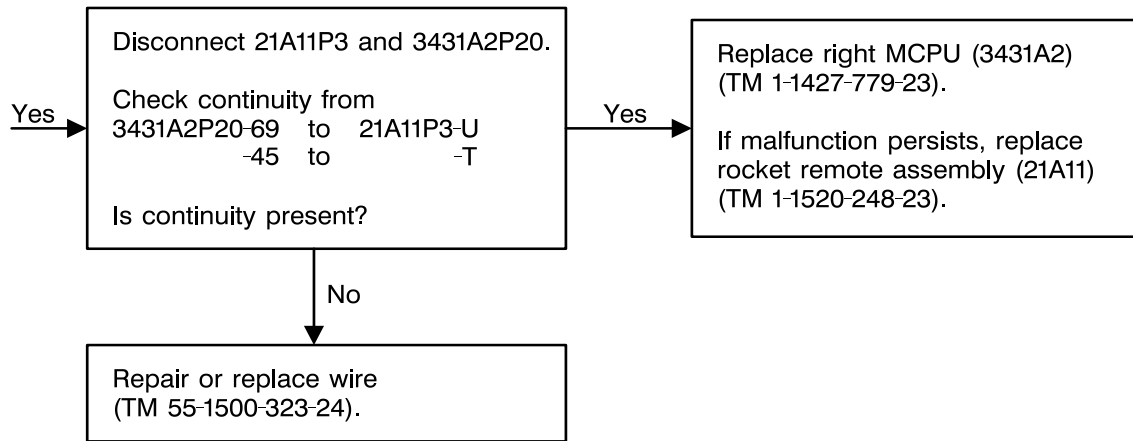 Yes
Disconnect 21A11P3 and 3431A2P20.
Check continuity from
3431A2P20-69 to 21A11P3-U
-45 to -T
Is continuity present?
Yes
Replace right MCPU (3431A2)
(TM 1-1427-779-23).
If malfunction persists, replace
rocket remote assembly (21A11)
(TM 1-1520-248-23).
No
Repair or replace wire
(TM 55-1500-323-24).